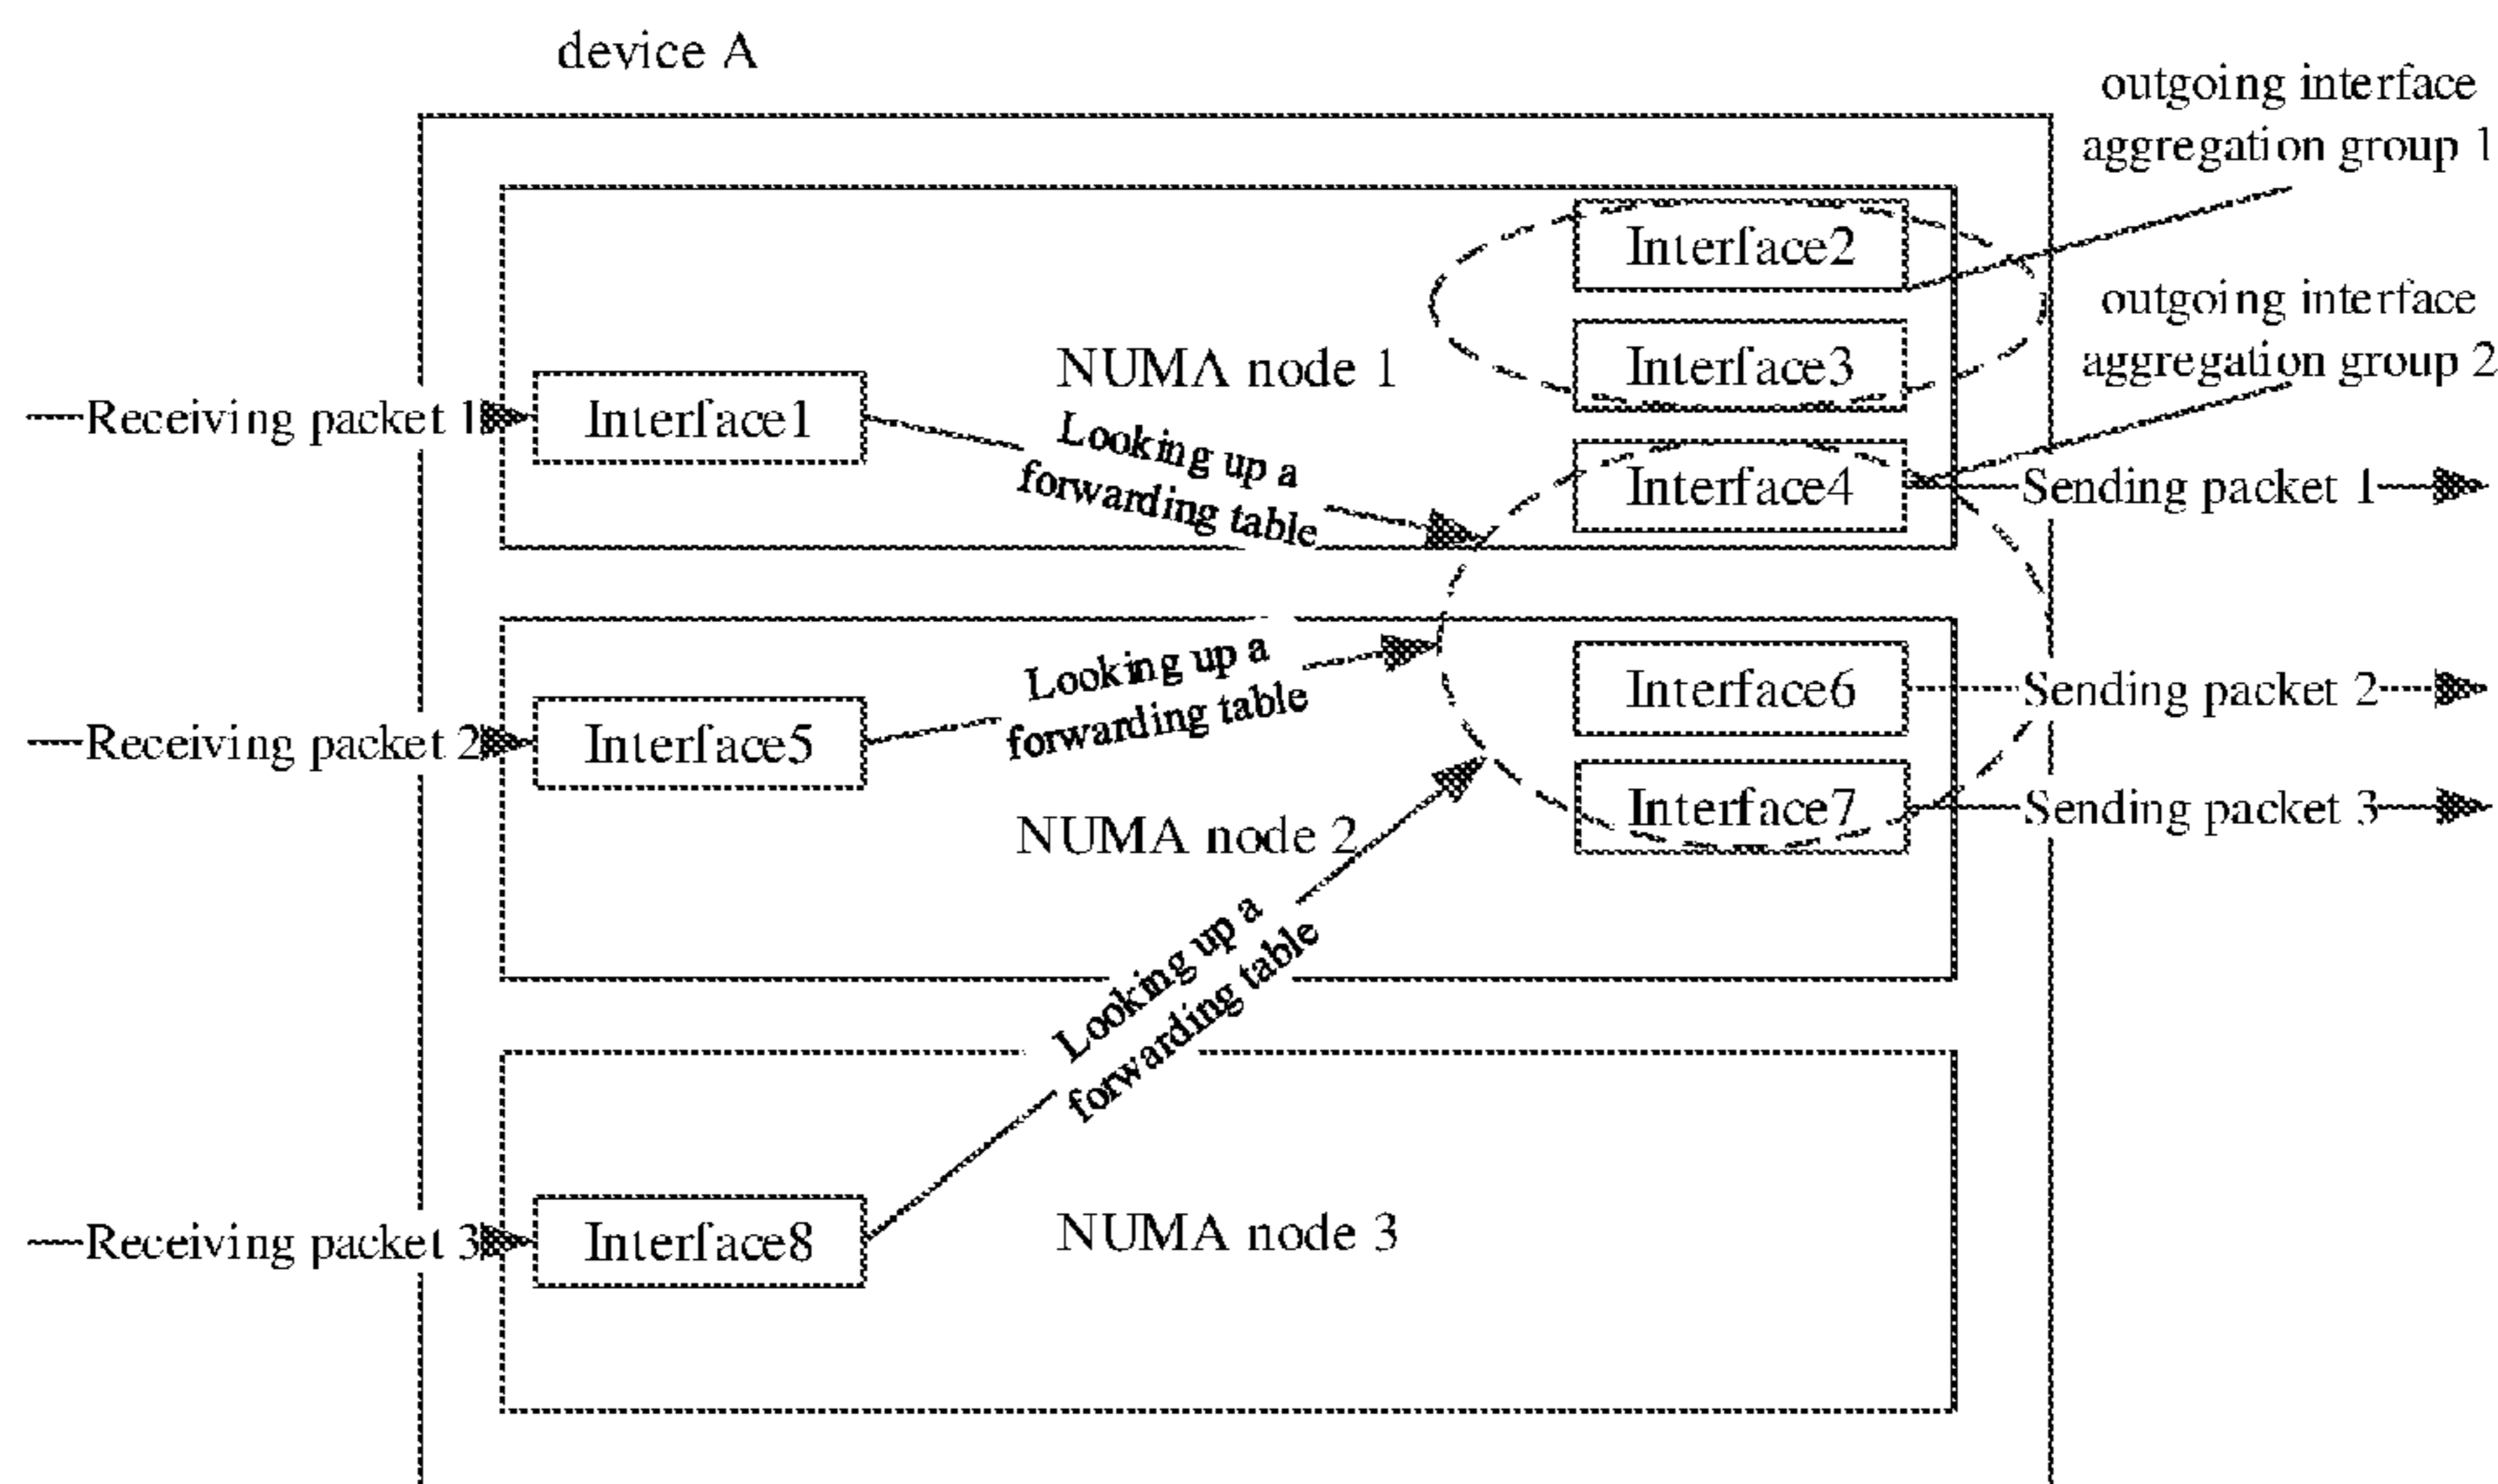 device A
outgoing interface
aggregation group 1
Interface2
outgoing interface
aggregation group 2
Interface3
NUMA node 1
Receiving packet 1
Interface1
Looking up a
forwarding table
Interface4
Sending packet 1
Looking up a
forwarding table
Interface6
Sending packet 2
Receiving packet 2
Interface5
NUMA node 2
Interface7
Sending packet 3
Looking up a
forwarding table
Receiving packet 3
Interface8
NUMA node 3